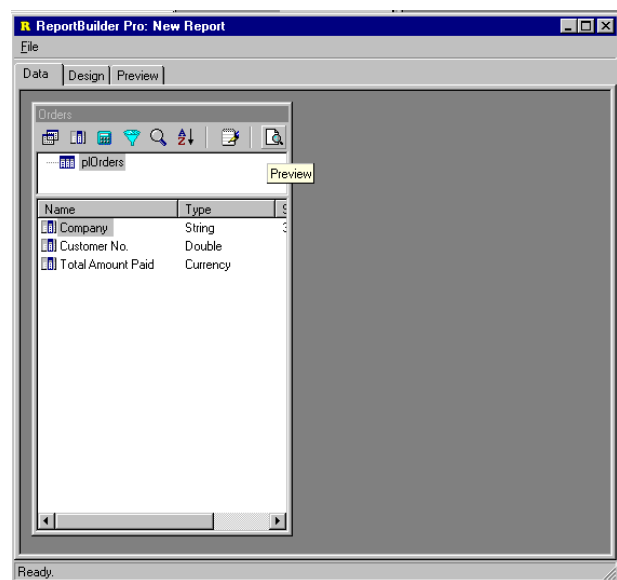 ReportBuilder Pro: New Report
File
Data Design Preview
Orders
plOrders
Preview
Name Type S
Company String 3
Customer No. Double
Total Amount Paid Currency
Ready.